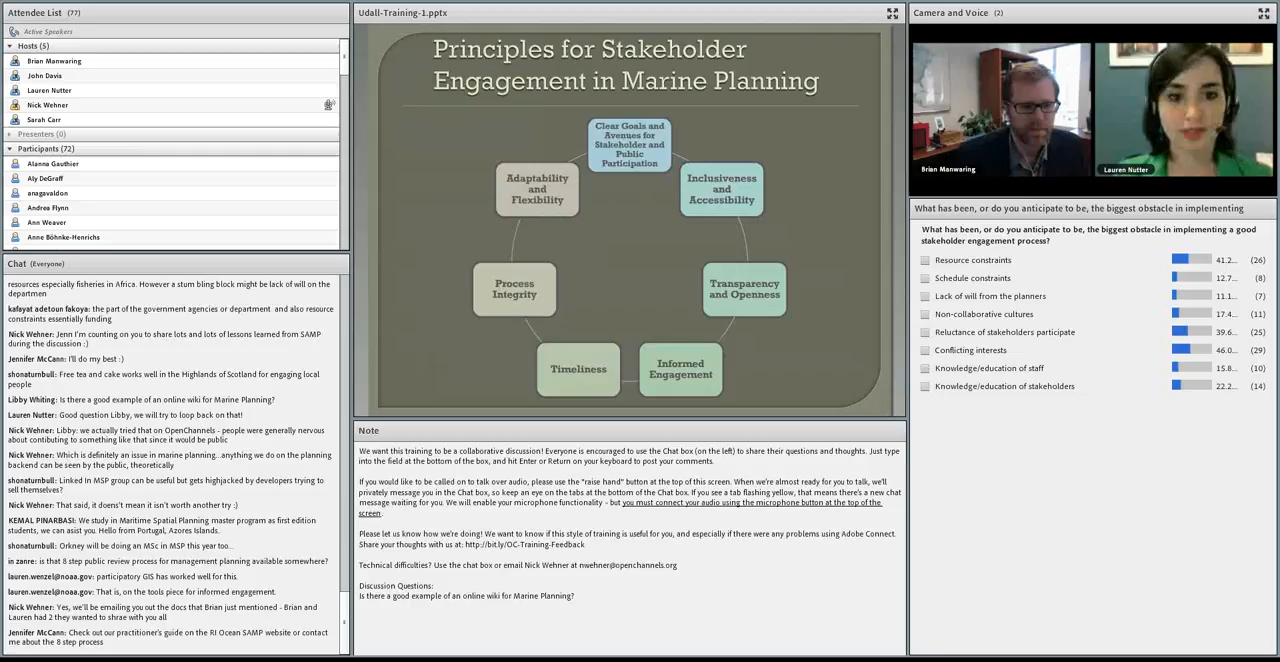 Attendee List (77)
Active Speakers
Hosts (5)
Brian Manwaring
John Davis
Lauren Nutter
Nick Wehner
Sarah Carr
Presenters (0)
Participants (72)
Alanna Gauthier
Aly DeGraff
anagavaldon
Andrea Flynn
Ann Weaver
Anne Böhnke-Henrichs
Chat (Everyone)
resources especially fisheries in Africa. However a stum bling block might be lack of will on the
departmen
kafayat adetoun fakoya: the part of the government agencies or department and also resource
constraints essentially funding
Nick Wehner: Jenn I'm counting on you to share lots and lots of lessons learned from SAMP
during the discussion :)
Jennifer McCann: I'll do my best :)
shonaturnbull: Free tea and cake works well in the Highlands of Scotland for engaging local
people
Libby Whiting: Is there a good example of an online wiki for Marine Planning?
Lauren Nutter: Good question Libby, we will try to loop back on that!
Nick Wehner: Libby: we actually tried that on OpenChannels - people were generally nervous
about contibuting to something like that since it would be public
Nick Wehner: Which is definitely an issue in marine planning...anything we do on the planning
backend can be seen by the public, theoretically
shonaturnbull: Linked In MSP group can be useful but gets highjacked by developers trying to
sell themselves?
Nick Wehner: That said, it doens't mean it isn't worth another try :)
KEMAL PINARBASI: We study in Maritime Spatial Planning master program as first edition
students, we can asist you. Hello from Portugal, Azores Islands.
shonaturnbull: Orkney will be doing an MSc in MSP this year too...
in zanre: is that 8 step public review process for management planning available somewhere?
lauren.wenzel@noaa.gov: participatory GIS has worked well for this.
lauren.wenzel@noaa.gov: That is, on the tools piece for informed engagement.
Nick Wehner: Yes, we'll be emailing you out the docs that Brian just mentioned - Brian and
Lauren had 2 they wanted to shrae with you all
Jennifer McCann: Check out our practitioner's guide on the RI Ocean SAMP website or contact
me about the 8 step process
Udall-Training-1.pptx
Principles for Stakeholder
Engagement in Marine Planning
Clear Goals and
Avenues for
Stakeholder and
Public
Participation
Inclusiveness
and
Accessibility
Transparency
and Openness
Informed
Engagement
Timeliness
Process
Integrity
Adaptability
and
Flexibility
Note
We want this training to be a collaborative discussion! Everyone is encouraged to use the Chat box (on the left) to share their questions and thoughts. Just type
into the field at the bottom of the box, and hit Enter or Return on your keyboard to post your comments.
If you would like to be called on to talk over audio, please use the "raise hand" button at the top of this screen. When we're almost ready for you to talk, we'll
privately message you in the Chat box, so keep an eye on the tabs at the bottom of the Chat box. If you see a tab flashing yellow, that means there's a new chat
message waiting for you. We will enable your microphone functionality - but you must connect your audio using the microphone button at the top of the
screen.
Please let us know how we're doing! We want to know if this style of training is useful for you, and especially if there were any problems using Adobe Connect.
Share your thoughts with us at: http://bit.ly/OC-Training-Feedback
Technical difficulties? Use the chat box or email Nick Wehner at nwehner@openchannels.org
Discussion Questions:
Is there a good example of an online wiki for Marine Planning?
Camera and Voice (2)
Brian Manwaring
Lauren Nutter
What has been, or do you anticipate to be, the biggest obstacle in implementing
What has been, or do you anticipate to be, the biggest obstacle in implementing a good
stakeholder engagement process?
Resource constraints 41.2... (26)
Schedule constraints 12.7... (8)
Lack of will from the planners 11.1... (7)
Non-collaborative cultures 17.4... (11)
Reluctance of stakeholders participate 39.6... (25)
Conflicting interests 46.0... (29)
Knowledge/education of staff 15.8... (10)
Knowledge/education of stakeholders 22.2... (14)